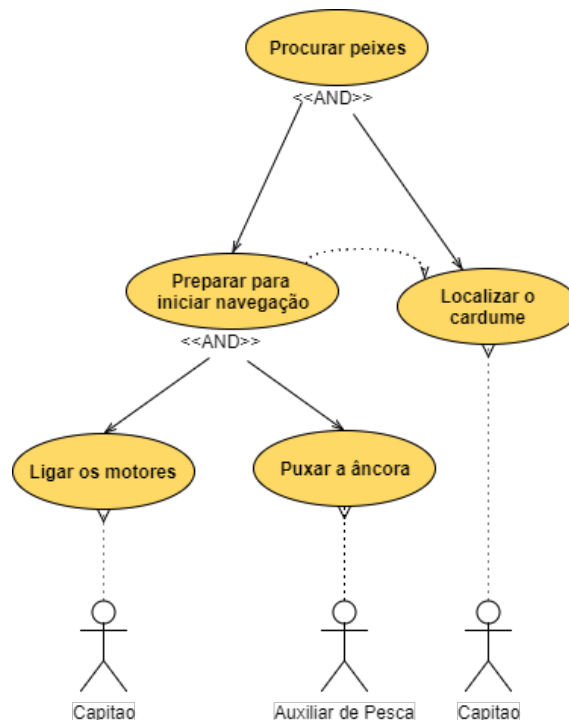 Procurar peixes
<<AND>>
Preparar para
iniciar navegação
Localizar o
cardume
<<AND>>
Ligar os motores
Puxar a âncora
Capitao
Auxiliar de Pesca
Capitao